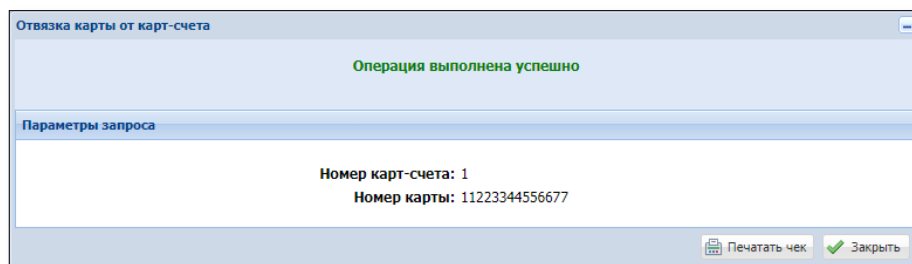 Отвязка карты от карт-счета
Операция выполнена успешно
Параметры запроса
Номер карт-счета: 1
Номер карты: 11223344556677
Печатать чек Закрыть